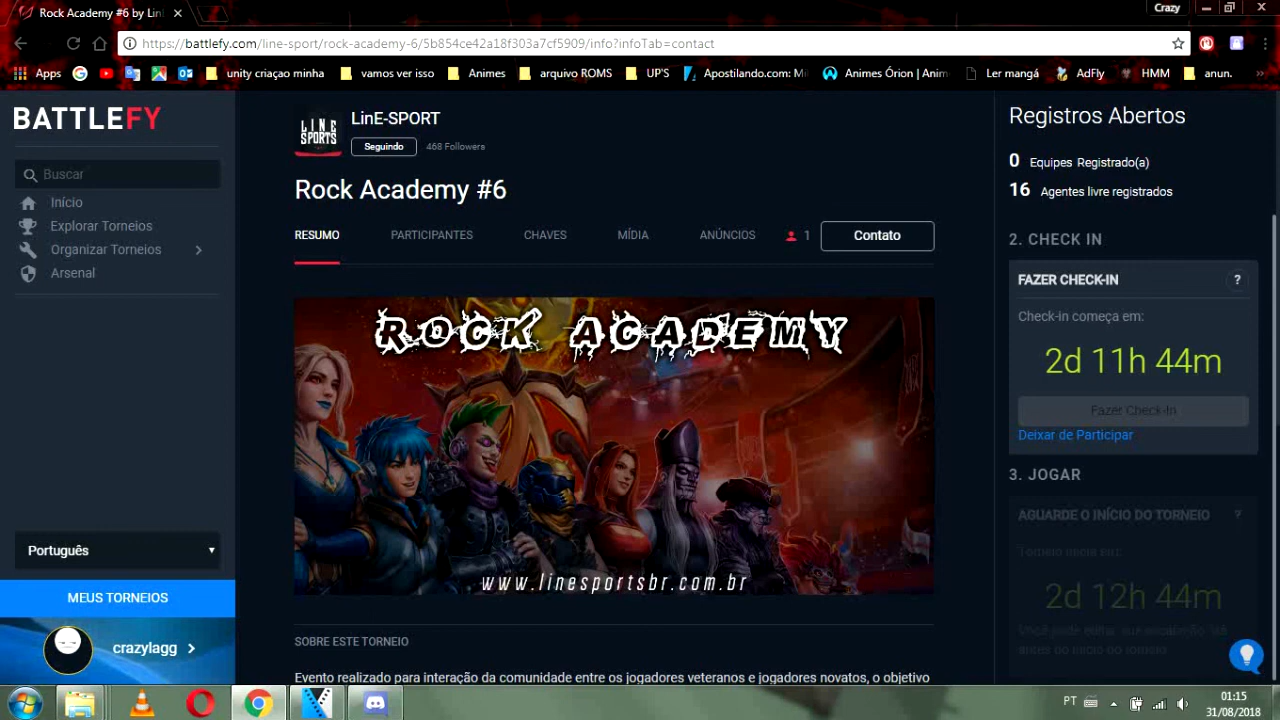 Rock Academy #6 by Lin
Crazy
https://battlefy.com/line-sport/rock-academy-6/5b854ce42a18f303a7cf5909/info?infoTab=contact
Apps
unity criaçao minha
vamos ver isso
Animes
arquivo ROMS
UP'S
Apostilando.com: Mi
Animes Órion | Anim
Ler mangá
AdFly
HMM
anun.
»
BATTLEFY
Buscar
Início
Explorar Torneios
Organizar Torneios
Arsenal
Português
MEUS TORNEIOS
crazylagg
LINE SPORTS
LinE-SPORT
Seguindo
468 Followers
Rock Academy #6
RESUMO
PARTICIPANTES
CHAVES
MÍDIA
ANÚNCIOS
1
Contato
ROCK ACADEMY
www.linesportsbr.com.br
SOBRE ESTE TORNEIO
Evento realizado para interação da comunidade entre os jogadores veteranos e jogadores novatos, o objetivo
Registros Abertos
0 Equipes Registrado(a)
16 Agentes livre registrados
2. CHECK IN
FAZER CHECK-IN
?
Check-in começa em:
2d 11h 44m
Fazer Check-In
Deixar de Participar
3. JOGAR
AGUARDE O INÍCIO DO TORNEIO
?
2d 12h 44m
PT
01:15
31/08/2018